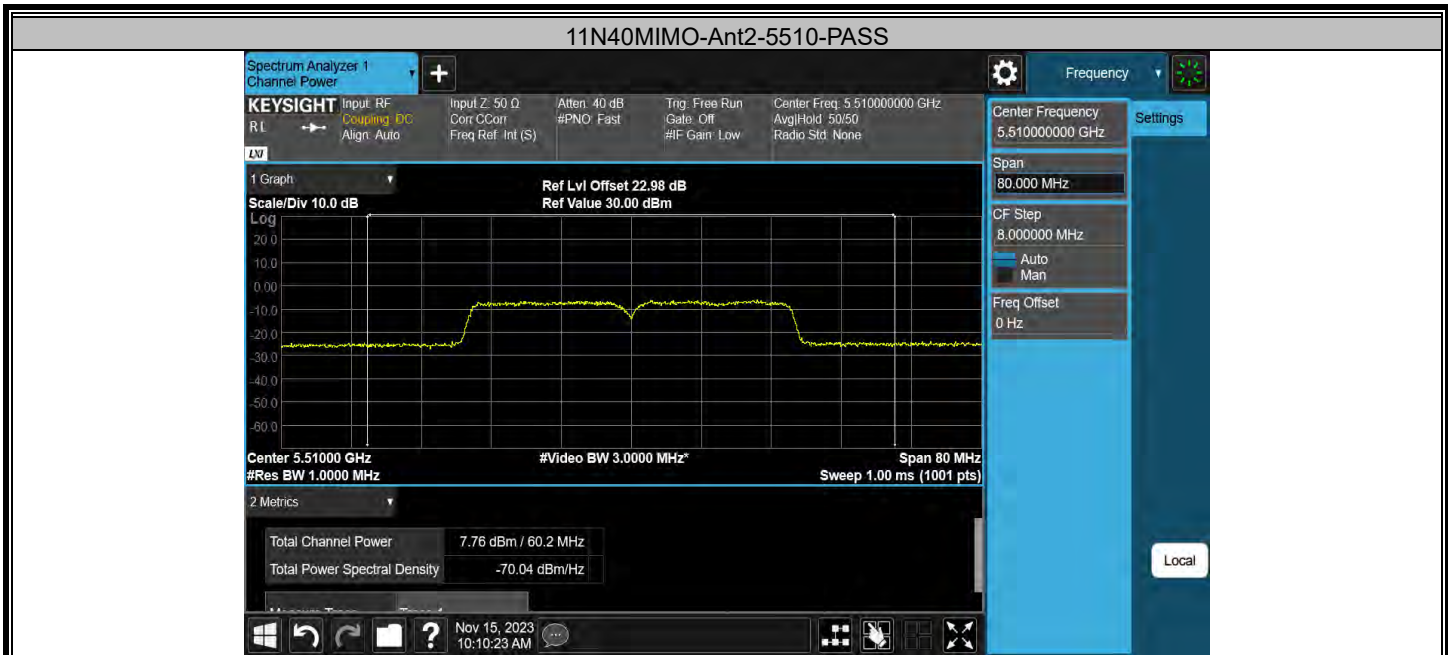 11N40MIMO-Ant2-5510-PASS
Spectrum Analyzer 1
Channel Power
Frequency
KEYSIGHT
RL
LXI
Input: RF
Coupling: DC
Align: Auto
Input Z: 50 Ω
Corr CCorr
Freq Ref: Int (S)
Atten: 40 dB
#PNO: Fast
Trig: Free Run
Gate: Off
#IF Gain: Low
Center Freq: 5.510000000 GHz
Avg|Hold: 50/50
Radio Std: None
Center Frequency
5.510000000 GHz
Settings
Span
80.000 MHz
CF Step
8.000000 MHz
Auto
Man
Freq Offset
0 Hz
Local
1 Graph
Scale/Div 10.0 dB
Ref Lvl Offset 22.98 dB
Ref Value 30.00 dBm
Log
20.0
10.0
0.00
-10.0
-20.0
-30.0
-40.0
-50.0
-60.0
Center 5.51000 GHz
#Video BW 3.0000 MHz*
Span 80 MHz
#Res BW 1.0000 MHz
Sweep 1.00 ms (1001 pts)
2 Metrics
Total Channel Power 7.76 dBm / 60.2 MHz
Total Power Spectral Density -70.04 dBm/Hz
Nov 15, 2023
10:10:23 AM